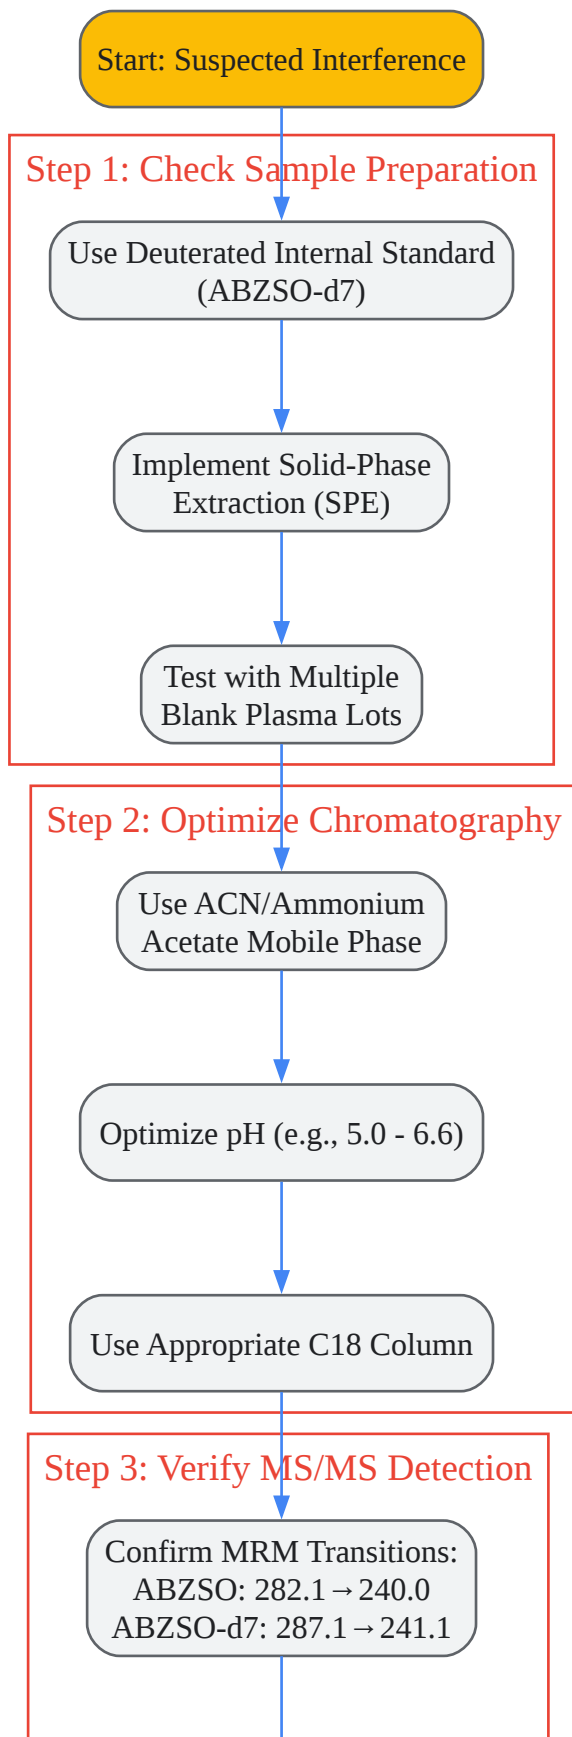 Start: Suspected Interference
Step 1: Check Sample Preparation
Use Deuterated Internal Standard
(ABZSO-d7)
Implement Solid-Phase
Extraction (SPE)
Test with Multiple
Blank Plasma Lots
Step 2: Optimize Chromatography
Use ACN/Ammonium
Acetate Mobile Phase
Optimize pH (e.g., 5.0 - 6.6)
Use Appropriate C18 Column
Step 3: Verify MS/MS Detection
Confirm MRM Transitions:
ABZSO: 282.1→240.0
ABZSO-d7: 287.1→241.1